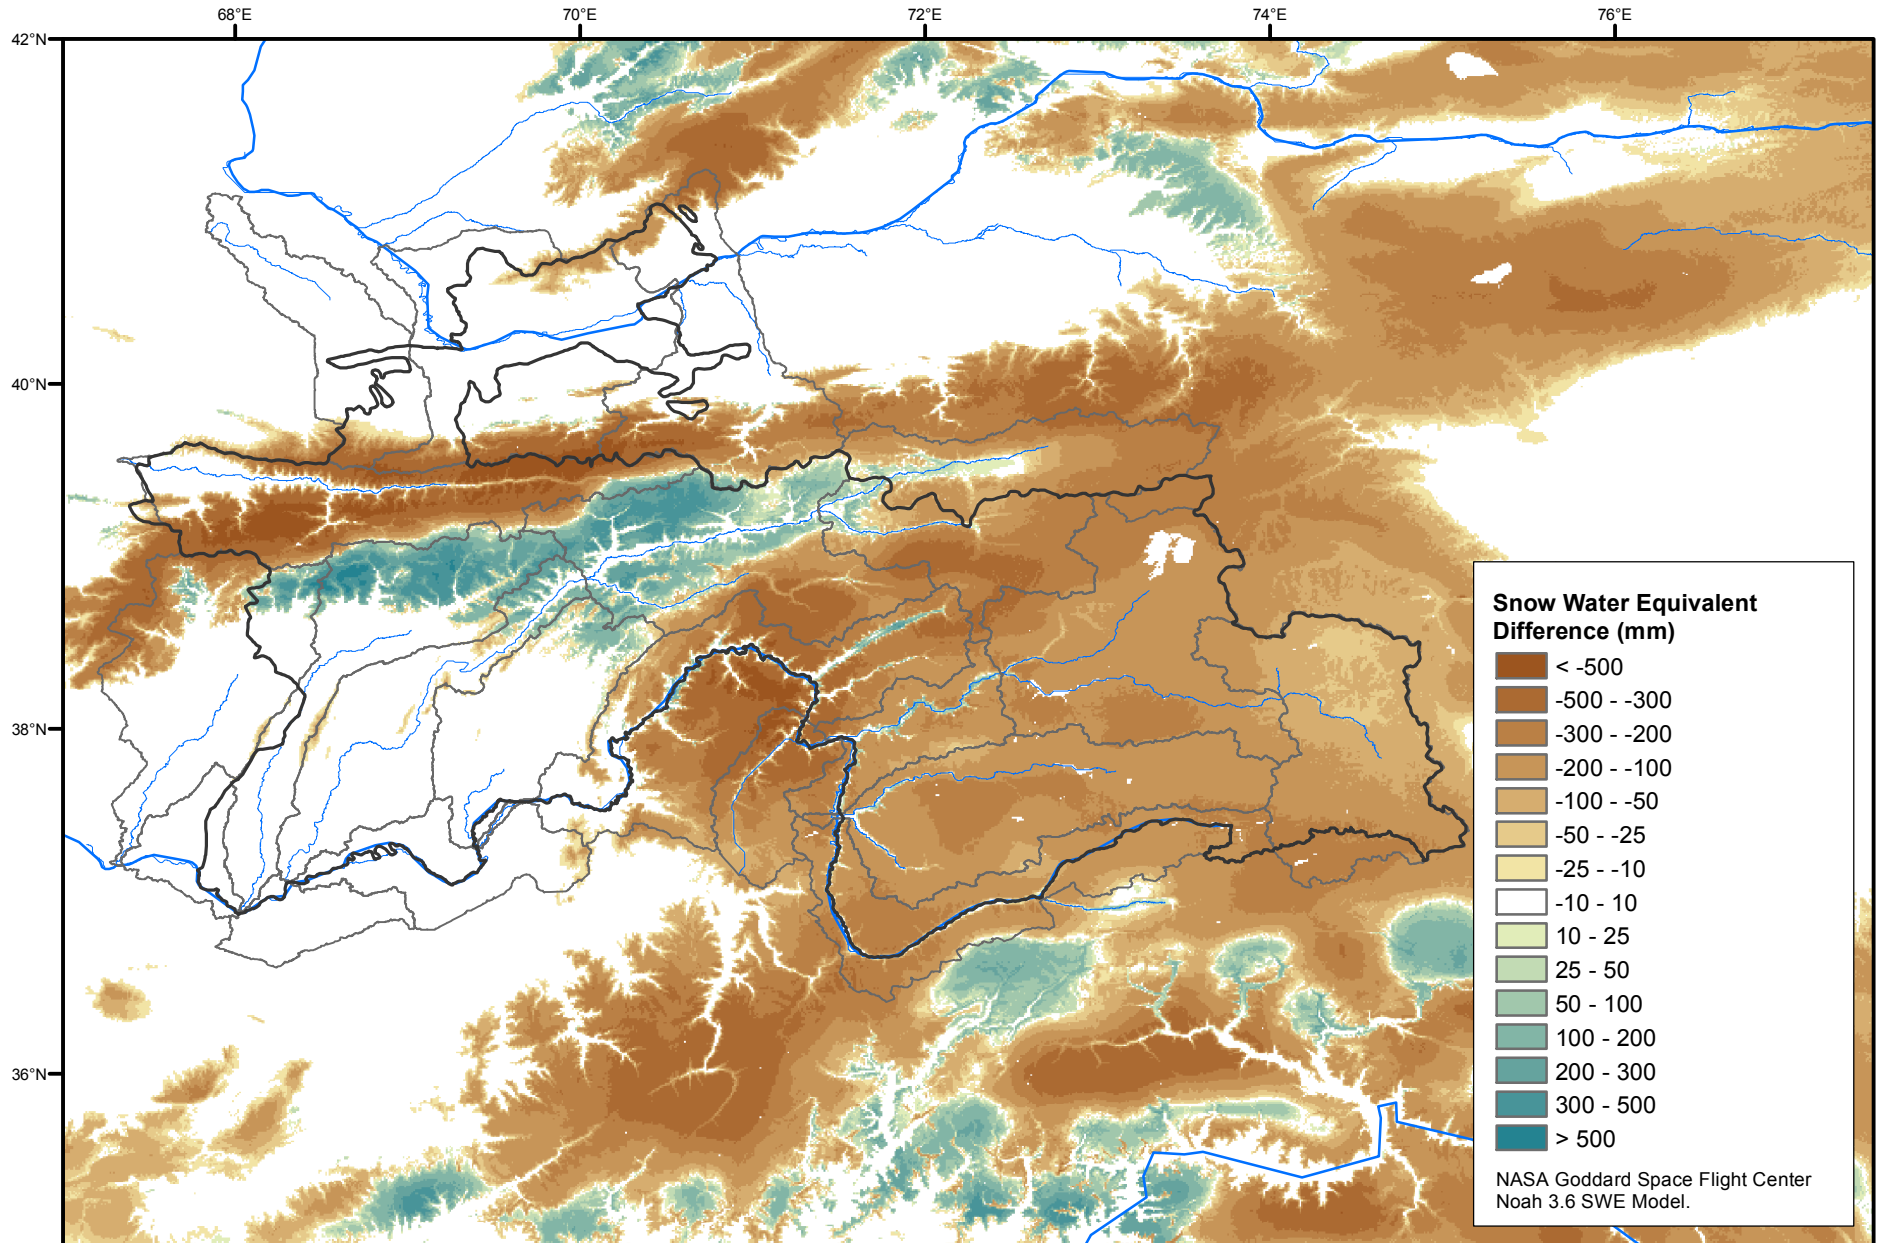 68°E 70°E 72°E 74°E 76°E
42°N
40°N
38°N
36°N
Snow Water Equivalent
Difference (mm)
< -500
-500 - -300
-300 - -200
-200 - -100
-100 - -50
-50 - -25
-25 - -10
-10 - 10
10 - 25
25 - 50
50 - 100
100 - 200
200 - 300
300 - 500
> 500
NASA Goddard Space Flight Center
Noah 3.6 SWE Model.